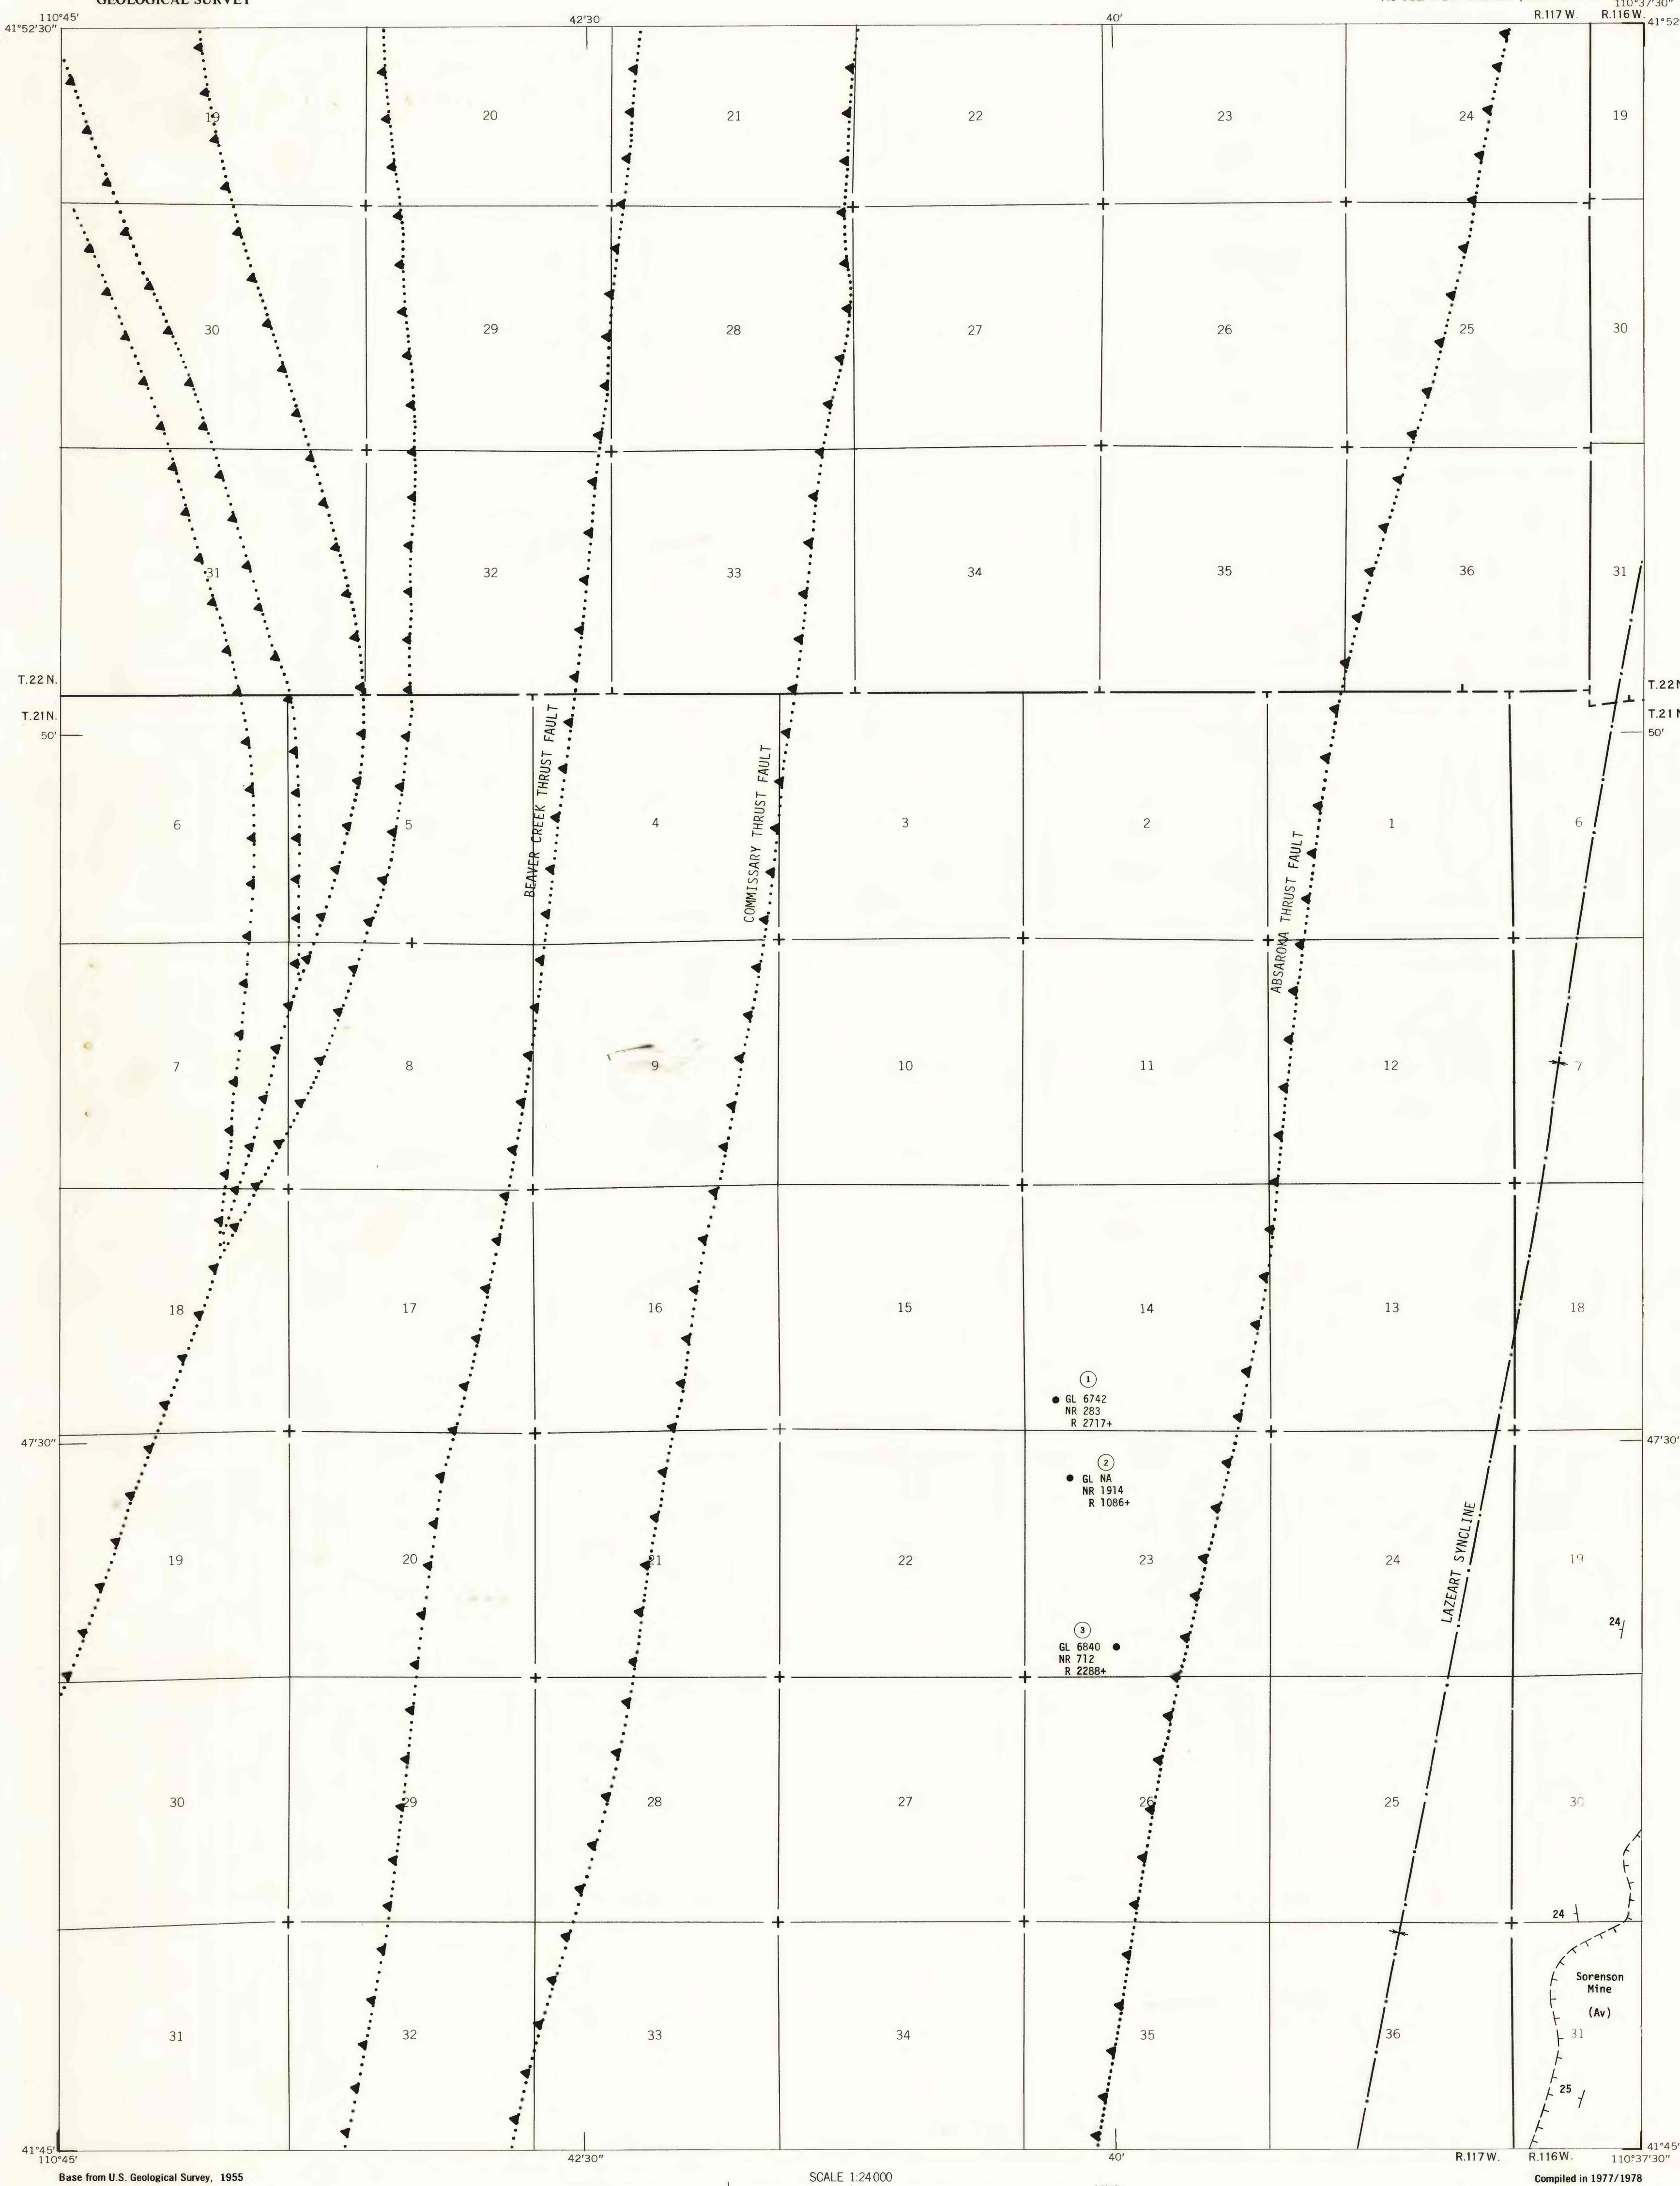 GEOLOGICAL SURVEY
110°45'
42'30
40'
110°37'30"
R.117 W. R.116 W.
41°52'30"
41°52
19 20 21 22 23 24 19
30 29 28 27 26 25 30
31 32 33 34 35 36 31
T.22 N.
T.22
T.21 N.
T.21 N
50'
50'
BEAVER CREEK THRUST FAULT
COMMISSARY THRUST FAULT
ABSAROKA THRUST FAULT
6 5 4 3 2 1 6
7 8 9 10 11 12 7
18 17 16 15 14 13 18
1
GL 6742
NR 283
R 2717+
47'30"
47'30"
2
GL NA
NR 1914
R 1086+
LAZEART SYNCLINE
19 20 21 22 23 24 19
24
3
GL 6840
NR 712
R 2288+
30 29 28 27 26 25 30
24
Sorenson
Mine
(Av)
31 32 33 34 35 36 31
25
41°45'
41°45'
110°45'
42'30"
40'
R.117 W. R.116 W.
110°37'30"
Base from U.S. Geological Survey, 1955
SCALE 1:24 000
Compiled in 1977/1978